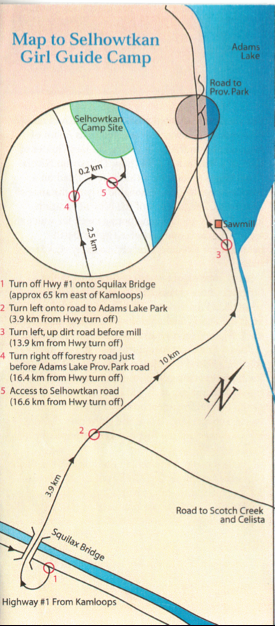 Map to Selhowtkan
Girl Guide Camp
Adams
Lake
Road to
Prov. Park
Selhowtkan
Camp Site
0.2 km
4
5
2.5 km
Sawmill
3
1 Turn off Hwy #1 onto Squilax Bridge
(approx 65 km east of Kamloops)
2 Turn left onto road to Adams Lake Park
(3.9 km from Hwy turn off)
3 Turn left, up dirt road before mill
(13.9 km from Hwy turn off)
4 Turn right off forestry road just
before Adams Lake Prov. Park road
(16.4 km from Hwy turn off)
5 Access to Selhowtkan road
(16.6 km from Hwy turn off)
10 km
N
2
3.9 km
Road to Scotch Creek
and Celista
Squilax Bridge
1
Highway #1 From Kamloops